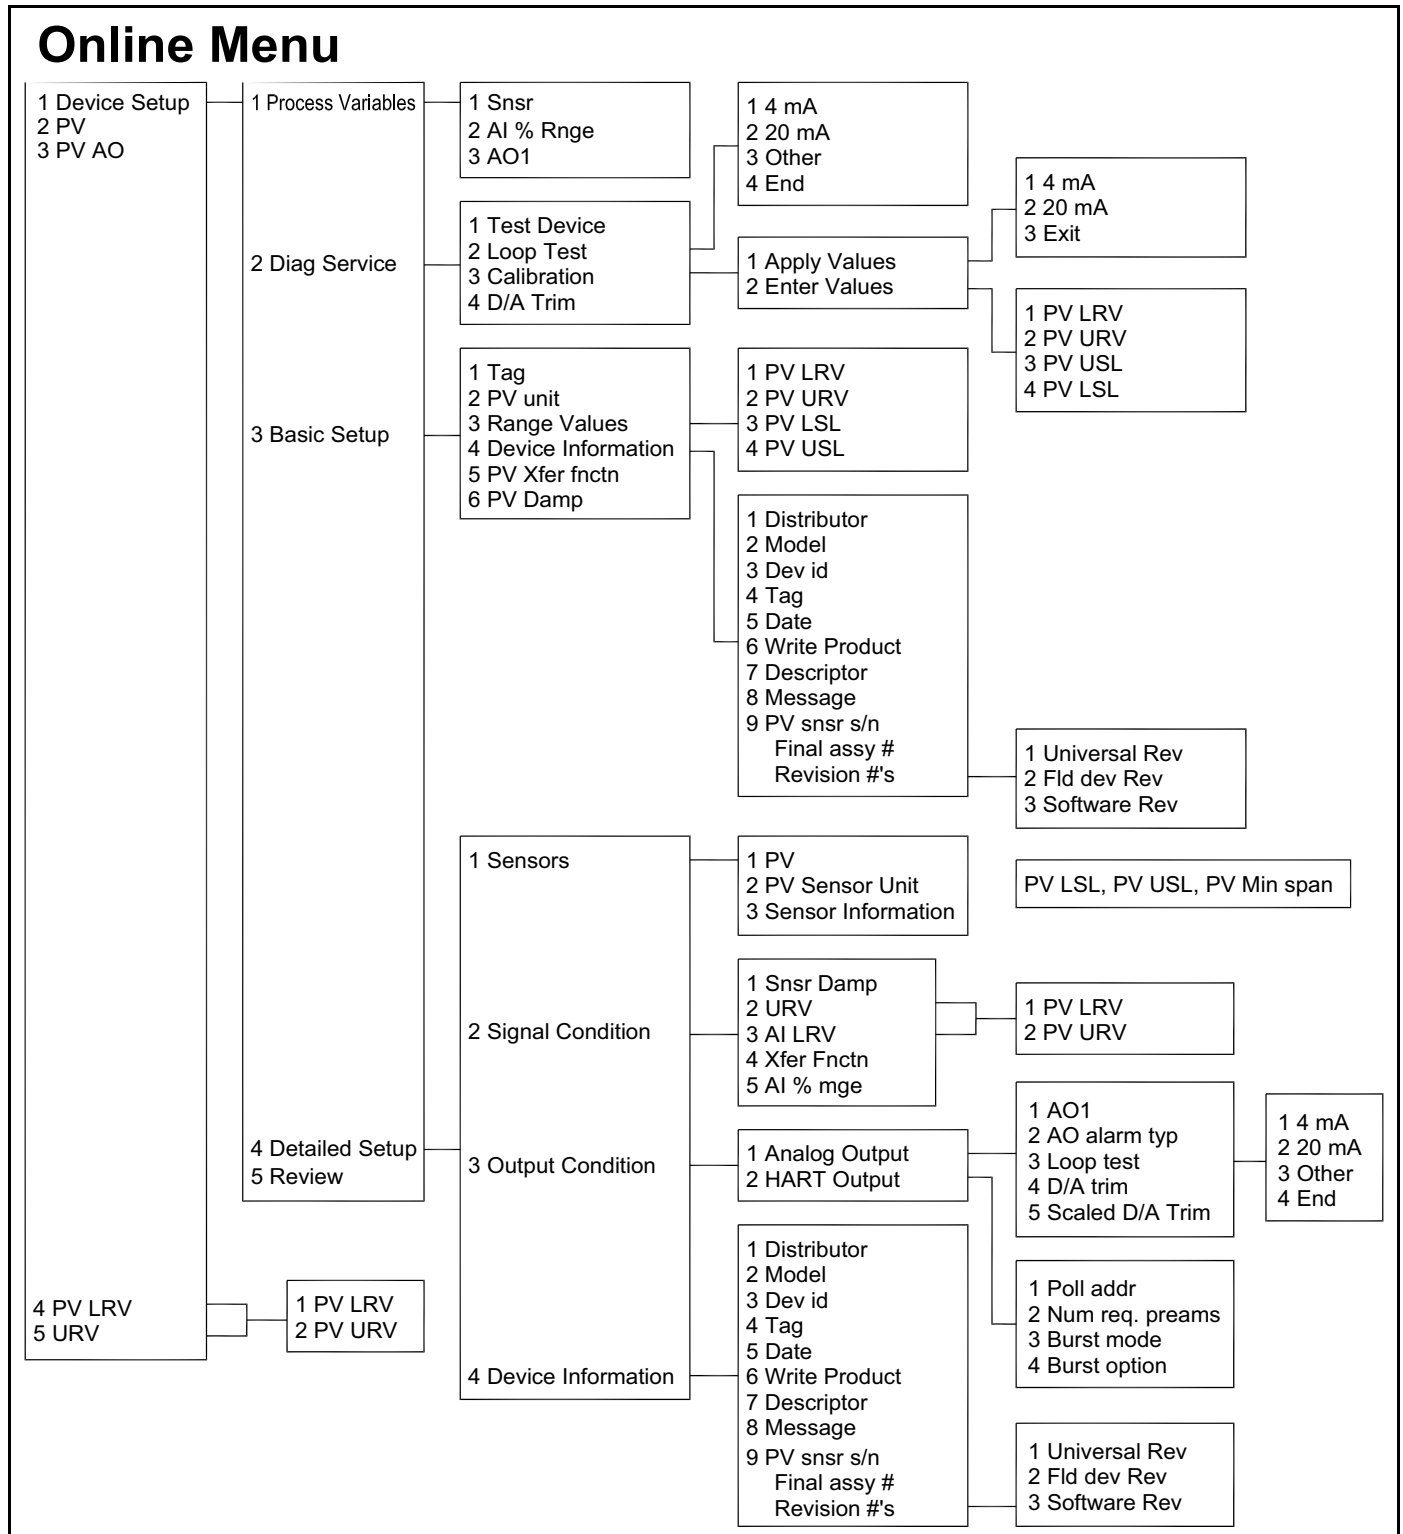 Online Menu
1 Device Setup
2 PV
3 PV AO
4 PV LRV
5 URV
1 PV LRV
2 PV URV
1 Process Variables
2 Diag Service
3 Basic Setup
4 Detailed Setup
5 Review
1 Snsr
2 AI % Rnge
3 AO1
1 Test Device
2 Loop Test
3 Calibration
4 D/A Trim
1 4 mA
2 20 mA
3 Other
4 End
1 Apply Values
2 Enter Values
1 4 mA
2 20 mA
3 Exit
1 PV LRV
2 PV URV
3 PV USL
4 PV LSL
1 Tag
2 PV unit
3 Range Values
4 Device Information
5 PV Xfer fnctn
6 PV Damp
1 PV LRV
2 PV URV
3 PV LSL
4 PV USL
1 Distributor
2 Model
3 Dev id
4 Tag
5 Date
6 Write Product
7 Descriptor
8 Message
9 PV snsr s/n
Final assy #
Revision #'s
1 Universal Rev
2 Fld dev Rev
3 Software Rev
1 Sensors
2 Signal Condition
3 Output Condition
4 Device Information
1 PV
2 PV Sensor Unit
3 Sensor Information
PV LSL, PV USL, PV Min span
1 Snsr Damp
2 URV
3 AI LRV
4 Xfer Fnctn
5 AI % mge
1 PV LRV
2 PV URV
1 Analog Output
2 HART Output
1 AO1
2 AO alarm typ
3 Loop test
4 D/A trim
5 Scaled D/A Trim
1 4 mA
2 20 mA
3 Other
4 End
1 Poll addr
2 Num req. preams
3 Burst mode
4 Burst option
1 Distributor
2 Model
3 Dev id
4 Tag
5 Date
6 Write Product
7 Descriptor
8 Message
9 PV snsr s/n
Final assy #
Revision #'s
1 Universal Rev
2 Fld dev Rev
3 Software Rev